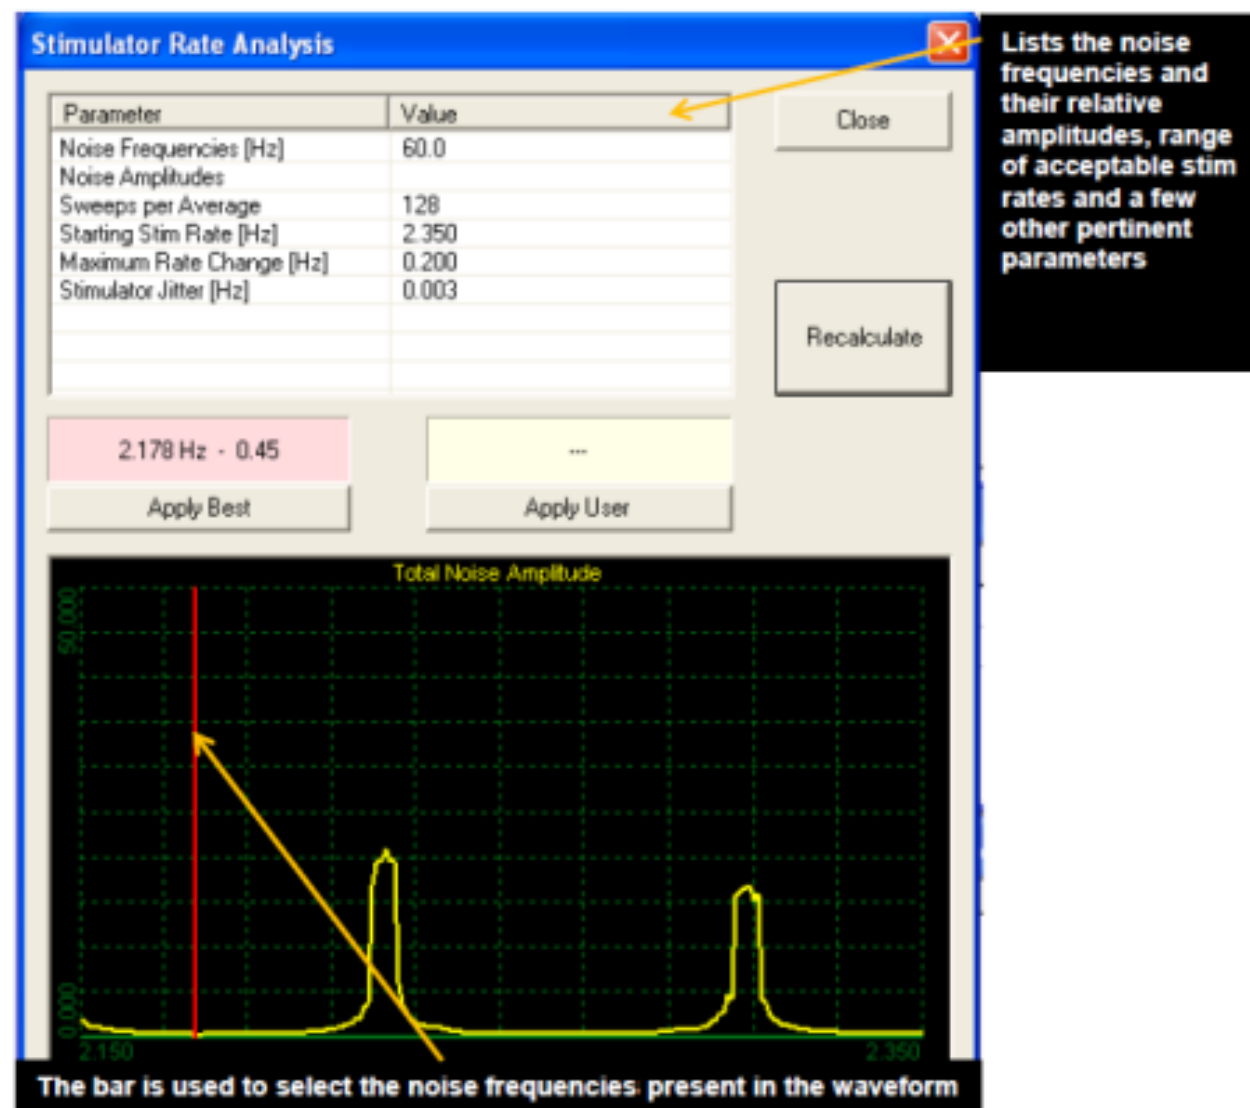 Stimulator Rate Analysis
Lists the noise
frequencies and
their relative
amplitudes, range
of acceptable stim
rates and a few
other pertinent
parameters
Parameter Value
Noise Frequencies [Hz] 60.0
Noise Amplitudes
Sweeps per Average 128
Starting Stim Rate [Hz] 2.350
Maximum Rate Change [Hz] 0.200
Stimulator Jitter [Hz] 0.003
Close
Recalculate
2.178 Hz - 0.45 ---
Apply Best Apply User
Total Noise Amplitude
50.000
0.000
2.150 2.350
The bar is used to select the noise frequencies present in the waveform